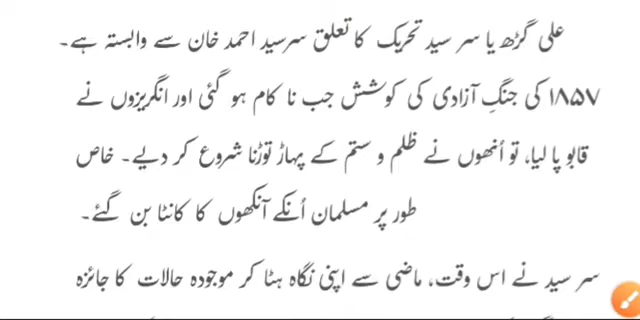 علی گڑھ یا سر سید تحریک کا تعلق سرسید احمد خان سے وابستہ ہے۔
۱۸۵۷ کی جنگِ آزادی کی کوشش جب نا کام ہو گئی اور انگریزوں نے
قابو پا لیا، تو اُنھوں نے ظلم و ستم کے پہاڑ توڑنا شروع کر دیے۔ خاص
طور پر مسلمان اُنکے آنکھوں کا کانٹا بن گئے۔
سر سید نے اس وقت، ماضی سے اپنی نگاہ ہٹا کر موجودہ حالات کا جائزہ